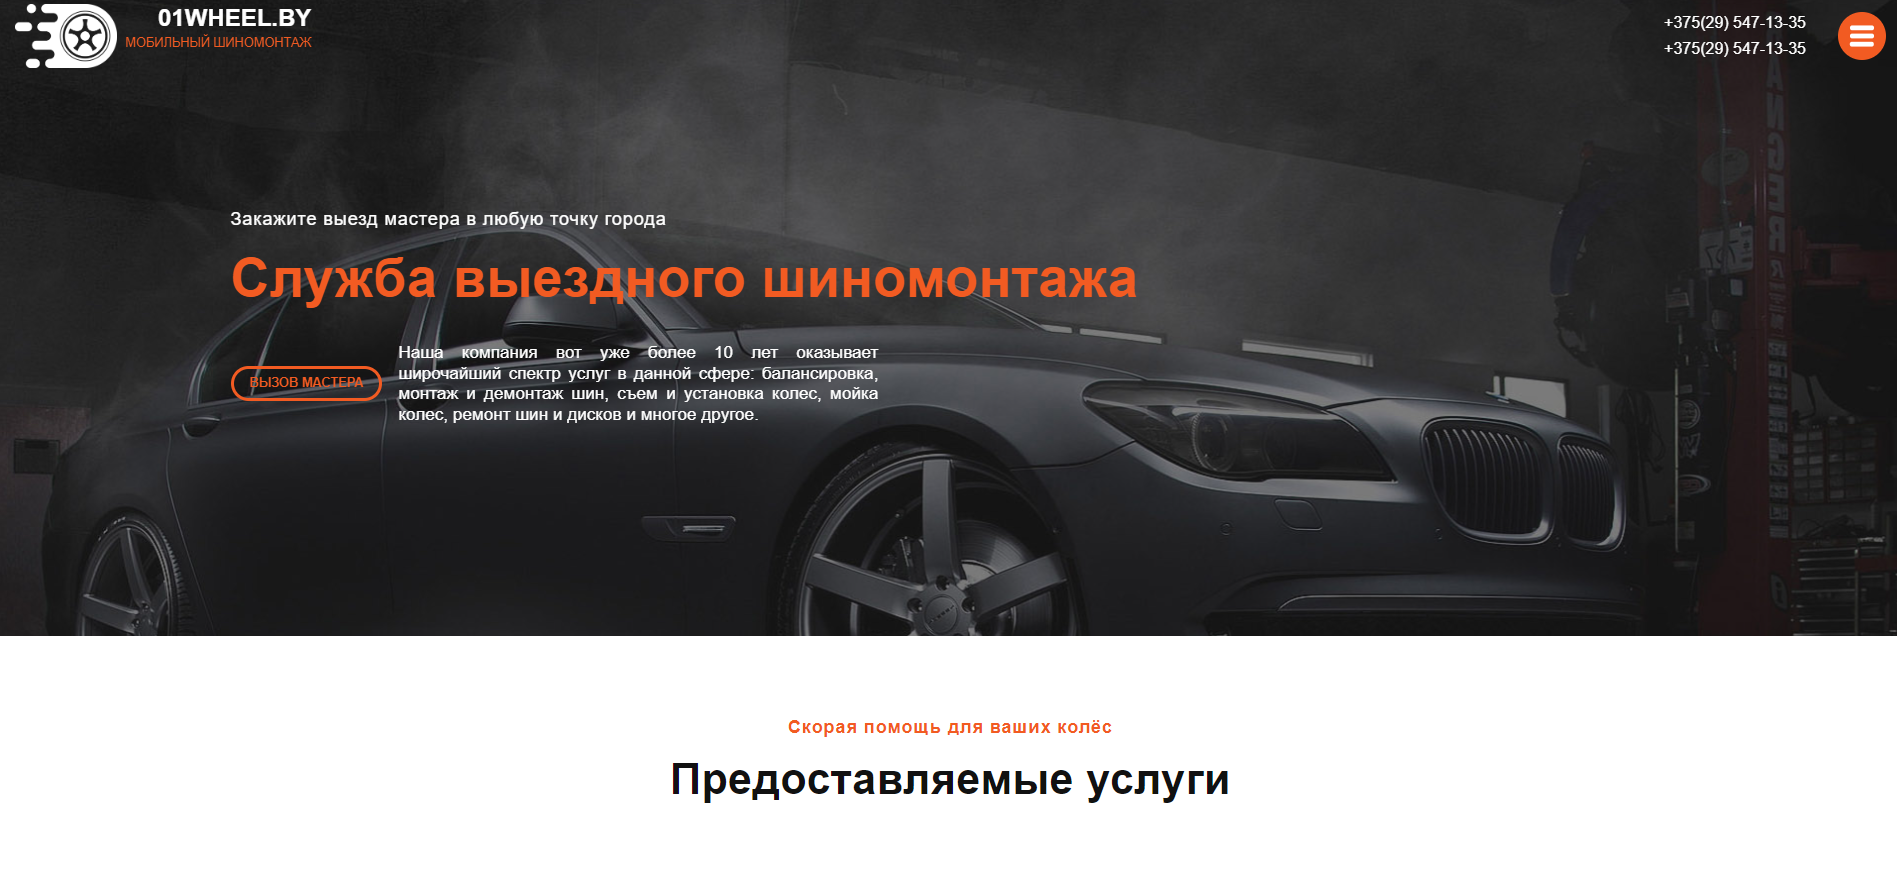 01WHEEL.BY
МОБИЛЬНЫЙ ШИНОМОНТАЖ
+375(29) 547-13-35
+375(29) 547-13-35
Закажите выезд мастера в любую точку города
Служба выездного шиномонтажа
ВЫЗОВ МАСТЕРА
Наша компания вот уже более 10 лет оказывает
широчайший спектр услуг в данной сфере: балансировка,
монтаж и демонтаж шин, съем и установка колес, мойка
колес, ремонт шин и дисков и многое другое.
Скорая помощь для ваших колёс
Предоставляемые услуги